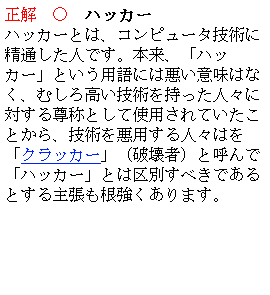 正解　○　ハッカー
ハッカーとは、コンピュータ技術に
精通した人です。本来、「ハッ
カー」という用語には悪い意味はな
く、むしろ高い技術を持った人々に
対する尊称として使用されていたこ
とから、技術を悪用する人々はを
「クラッカー」（破壊者）と呼んで
「ハッカー」とは区別すべきである
とする主張も根強くあります。